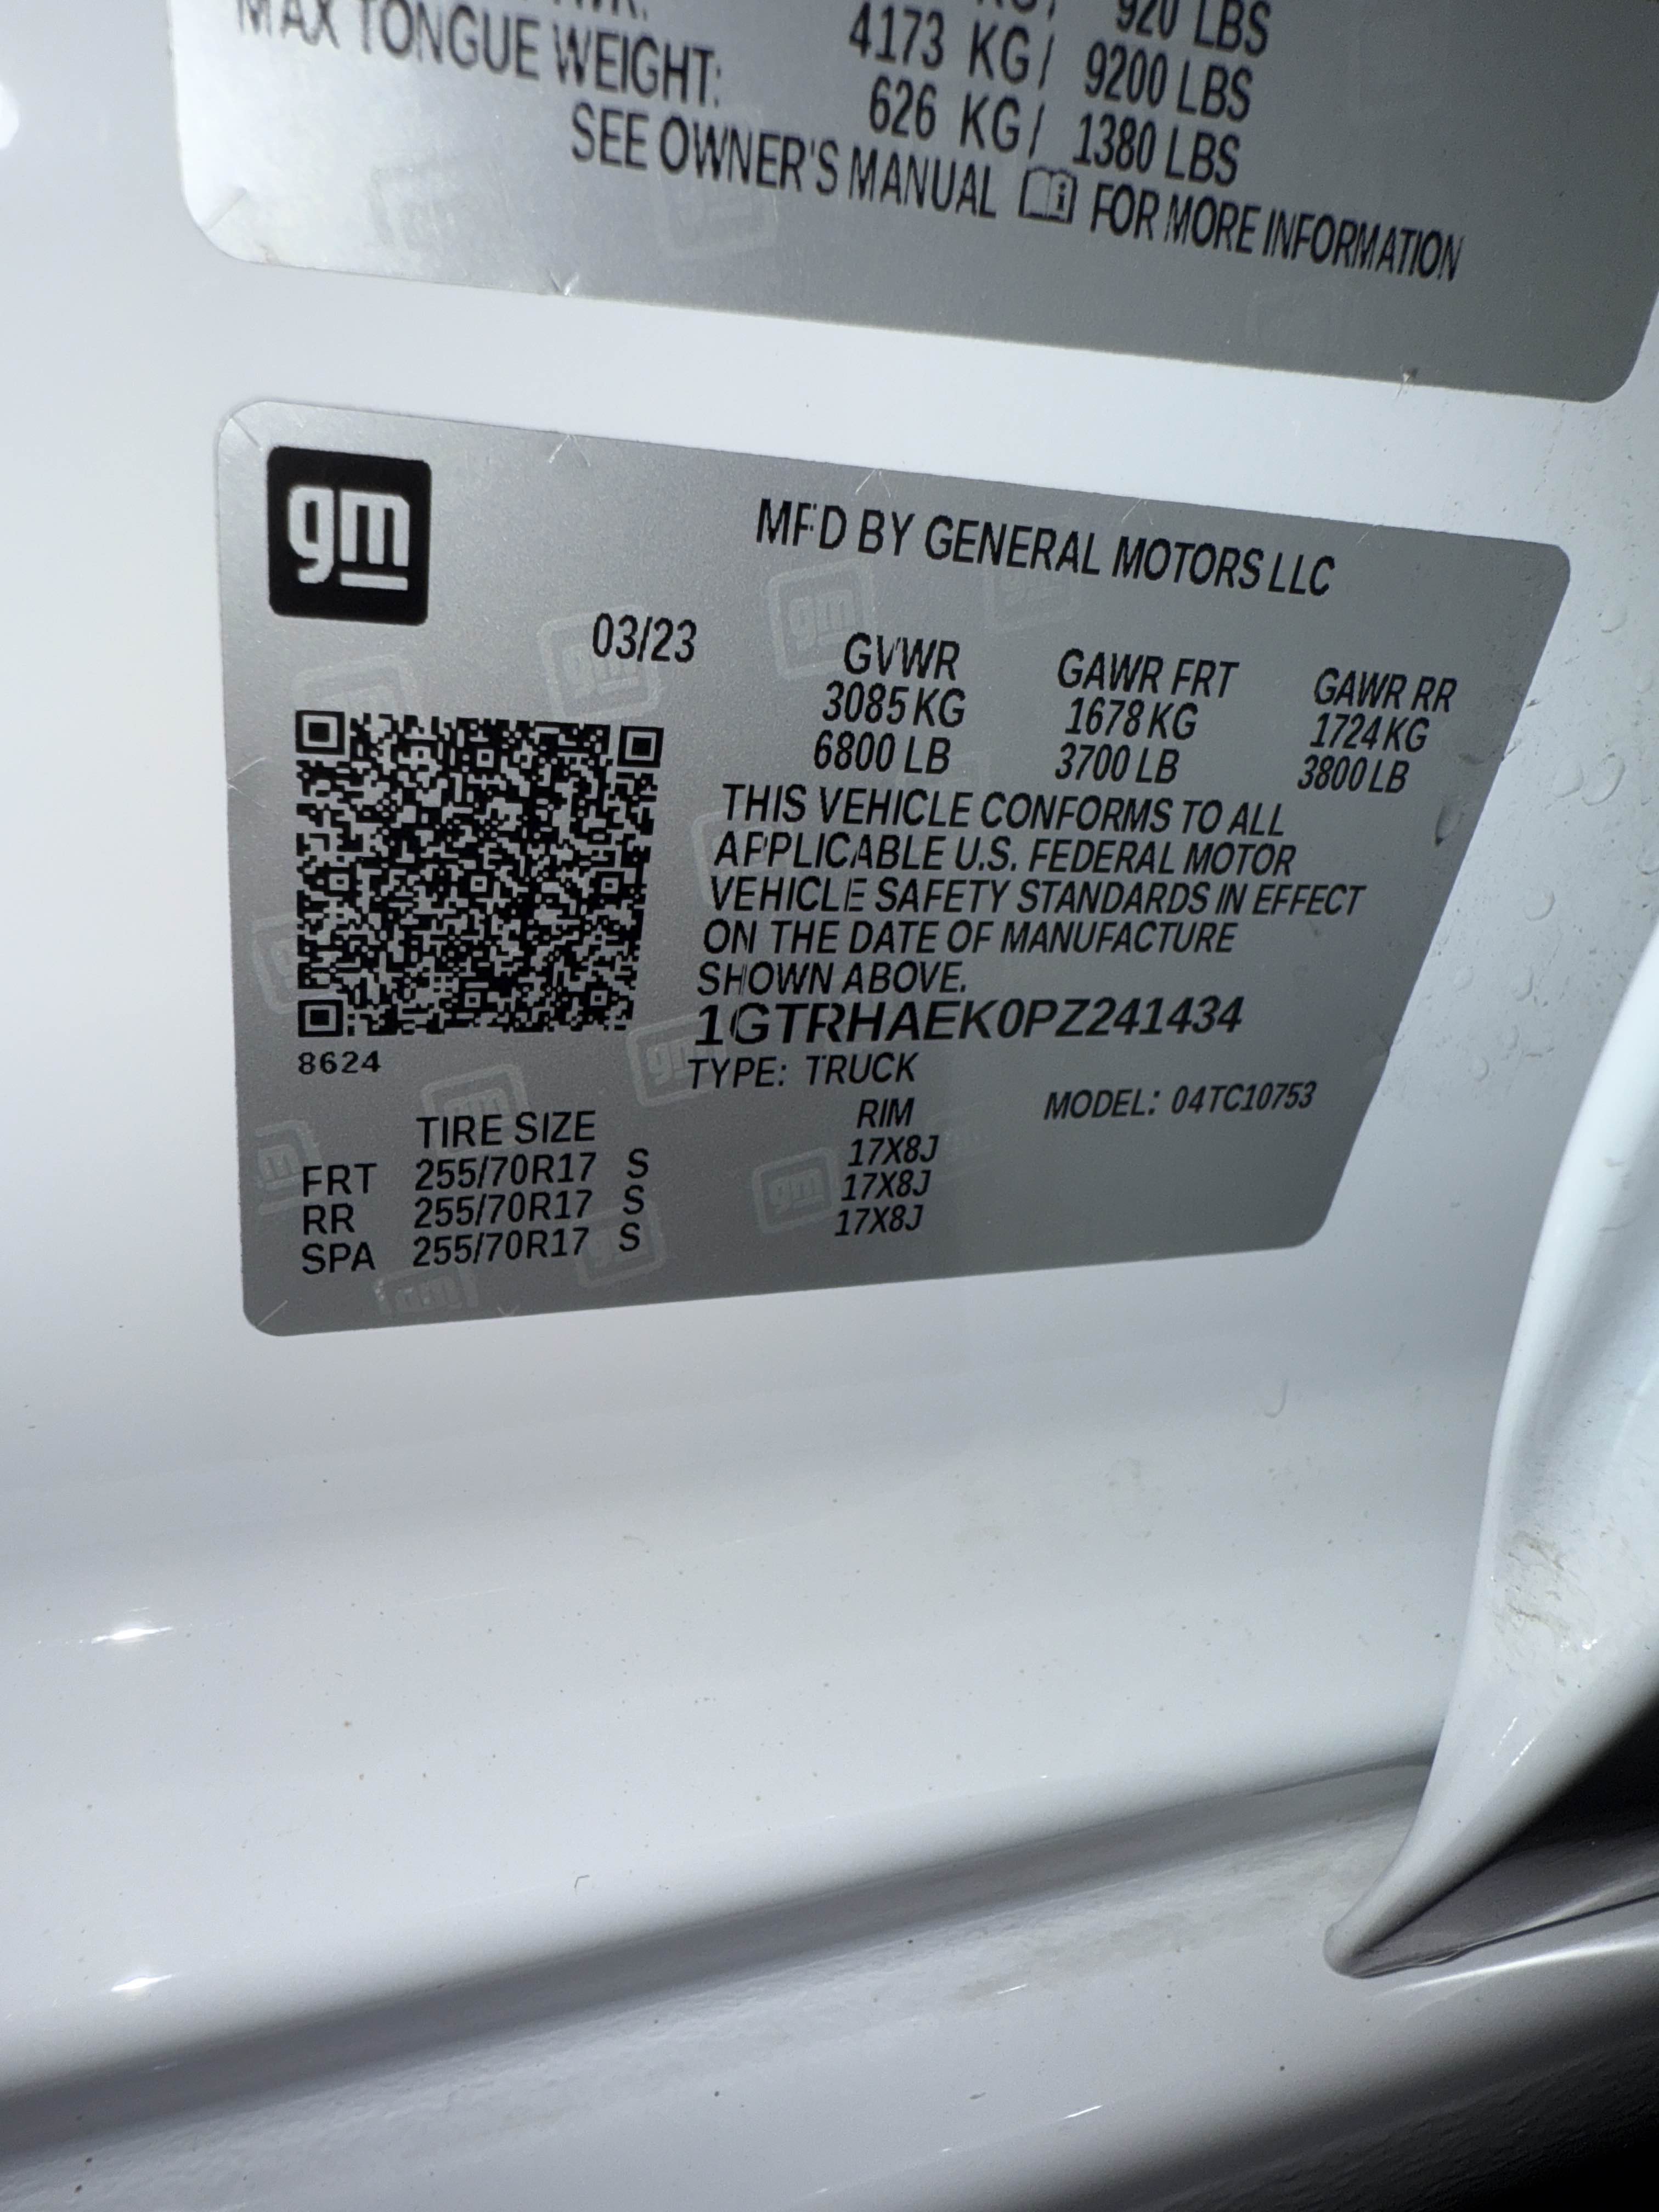 920 LBS
4173 KG / 9200 LBS
MAX TONGUE WEIGHT: 626 KG / 1380 LBS
SEE OWNER'S MANUAL FOR MORE INFORMATION
gm
MFD BY GENERAL MOTORS LLC
03/23 GVWR GAWR FRT GAWR RR
3085 KG 1678 KG 1724 KG
6800 LB 3700 LB 3800 LB
THIS VEHICLE CONFORMS TO ALL
APPLICABLE U.S. FEDERAL MOTOR
VEHICLE SAFETY STANDARDS IN EFFECT
ON THE DATE OF MANUFACTURE
SHOWN ABOVE.
1GTRHAEK0PZ241434
8624
TYPE: TRUCK MODEL: 04TC10753
TIRE SIZE RIM
FRT 255/70R17 S 17X8J
RR 255/70R17 S 17X8J
SPA 255/70R17 S 17X8J